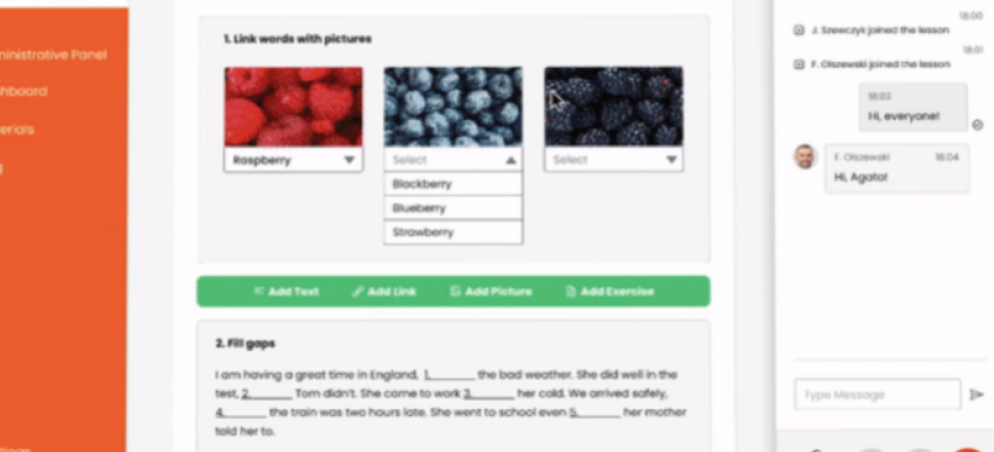 ministrative Panel
hboard
erials
g
1. Link words with pictures
Raspberry
Select
Select
Blackberry
Blueberry
Strawberry
Add Text
Add Link
Add Picture
Add Exercise
2. Fill gaps
I am having a great time in England, 1.______ the bad weather. She did well in the
test, 2.______ Tom didn't. She came to work 3.______ her cold. We arrived safely,
4.______ the train was two hours late. She went to school even 5.______ her mother
told her to.
18:00
J. Szewczyk joined the lesson
18:01
F. Olszewski joined the lesson
18:03
Hi, everyone!
F. Olszewski 18:04
Hi, Agata!
Type Message